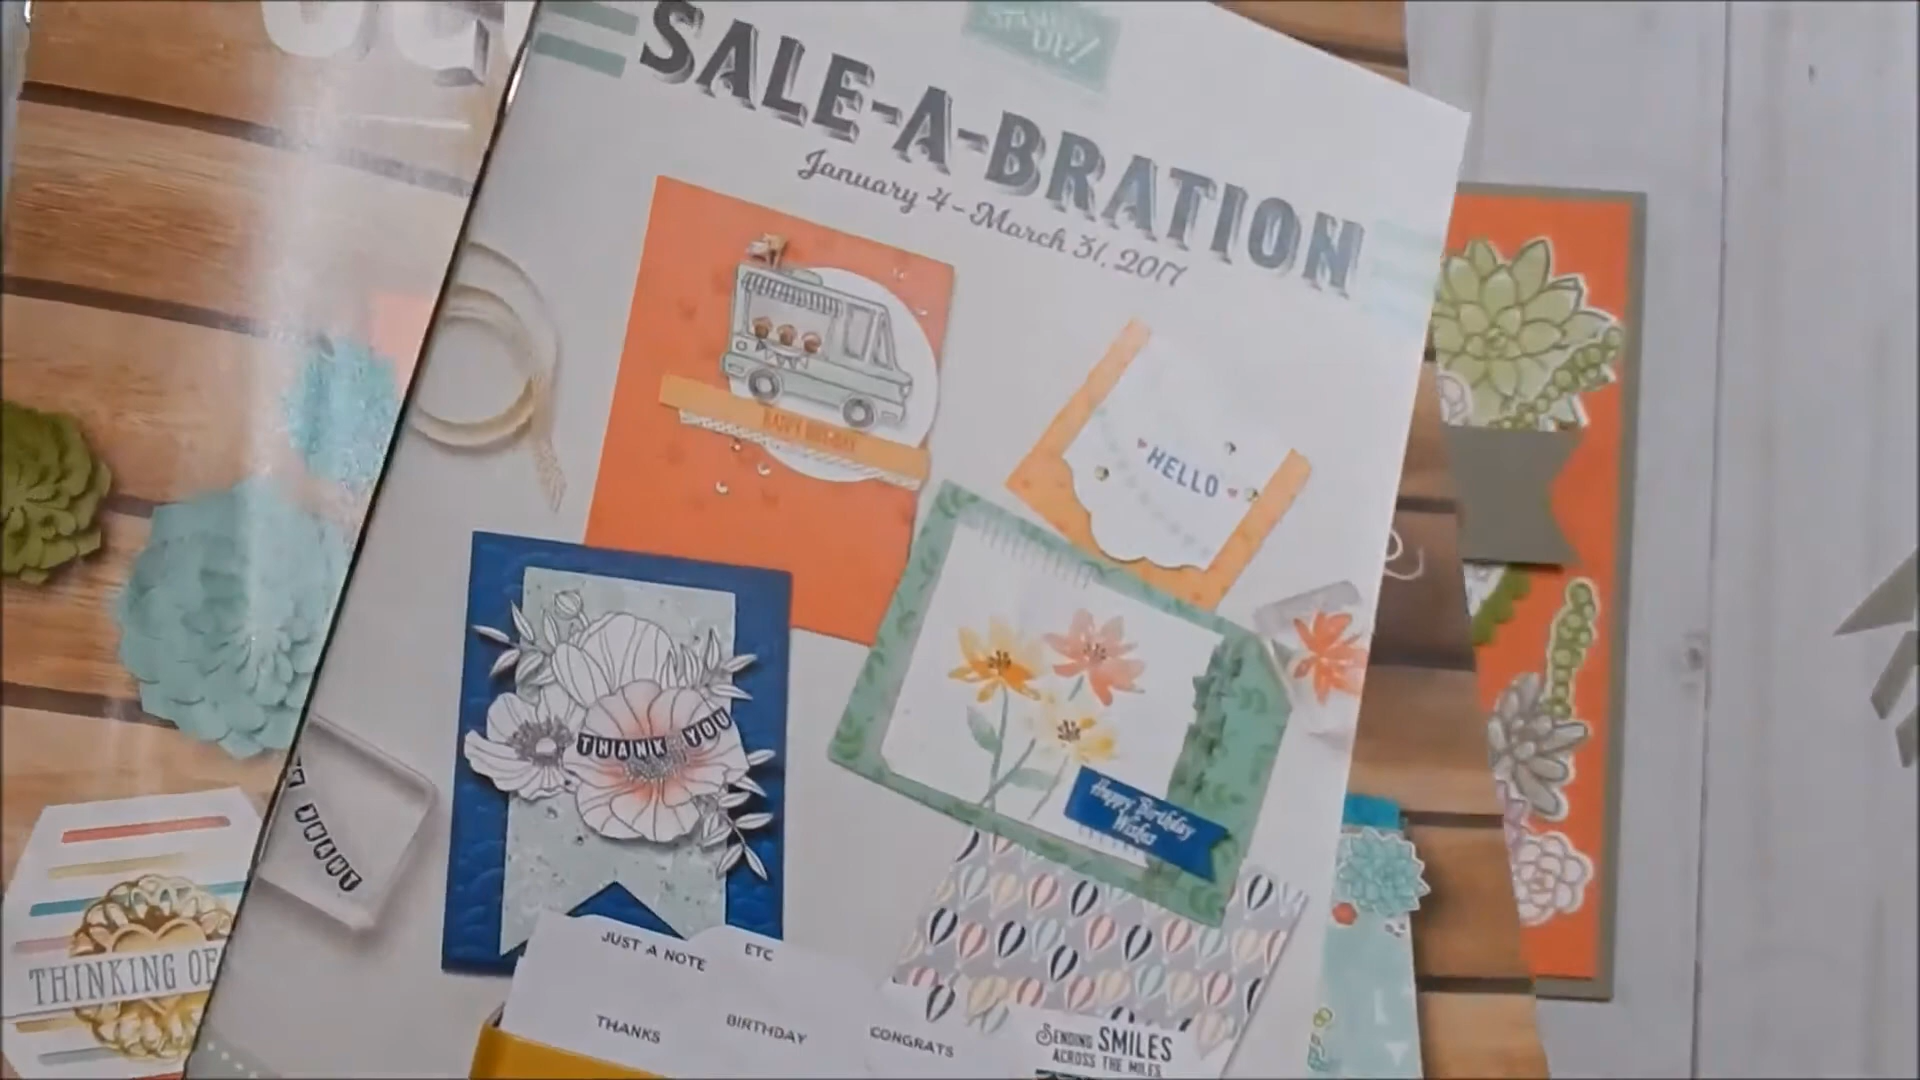 SALE-A-BRATION
January 4-March 31, 2017
HELLO
THANK YOU
Happy Birthday
Wishes
THINKING OF
JUST A NOTE
ETC
THANKS
BIRTHDAY
CONGRATS
SENDING SMILES
ACROSS THE MILES